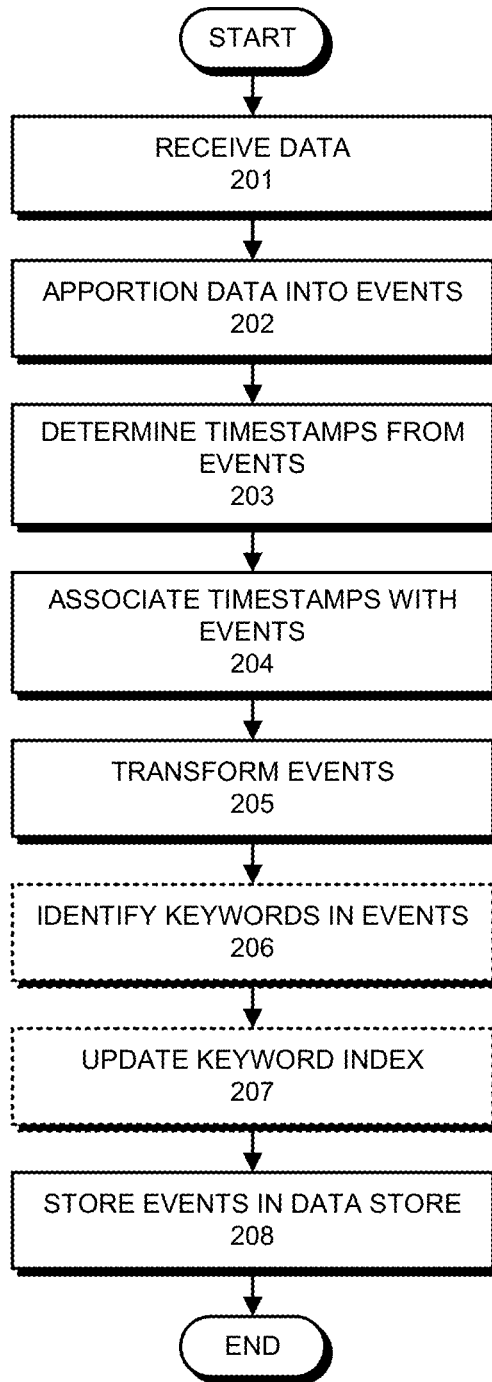 START
RECEIVE DATA
201
APPORTION DATA INTO EVENTS
202
DETERMINE TIMESTAMPS FROM
EVENTS
203
ASSOCIATE TIMESTAMPS WITH
EVENTS
204
TRANSFORM EVENTS
205
IDENTIFY KEYWORDS IN EVENTS
206
UPDATE KEYWORD INDEX
207
STORE EVENTS IN DATA STORE
208
END